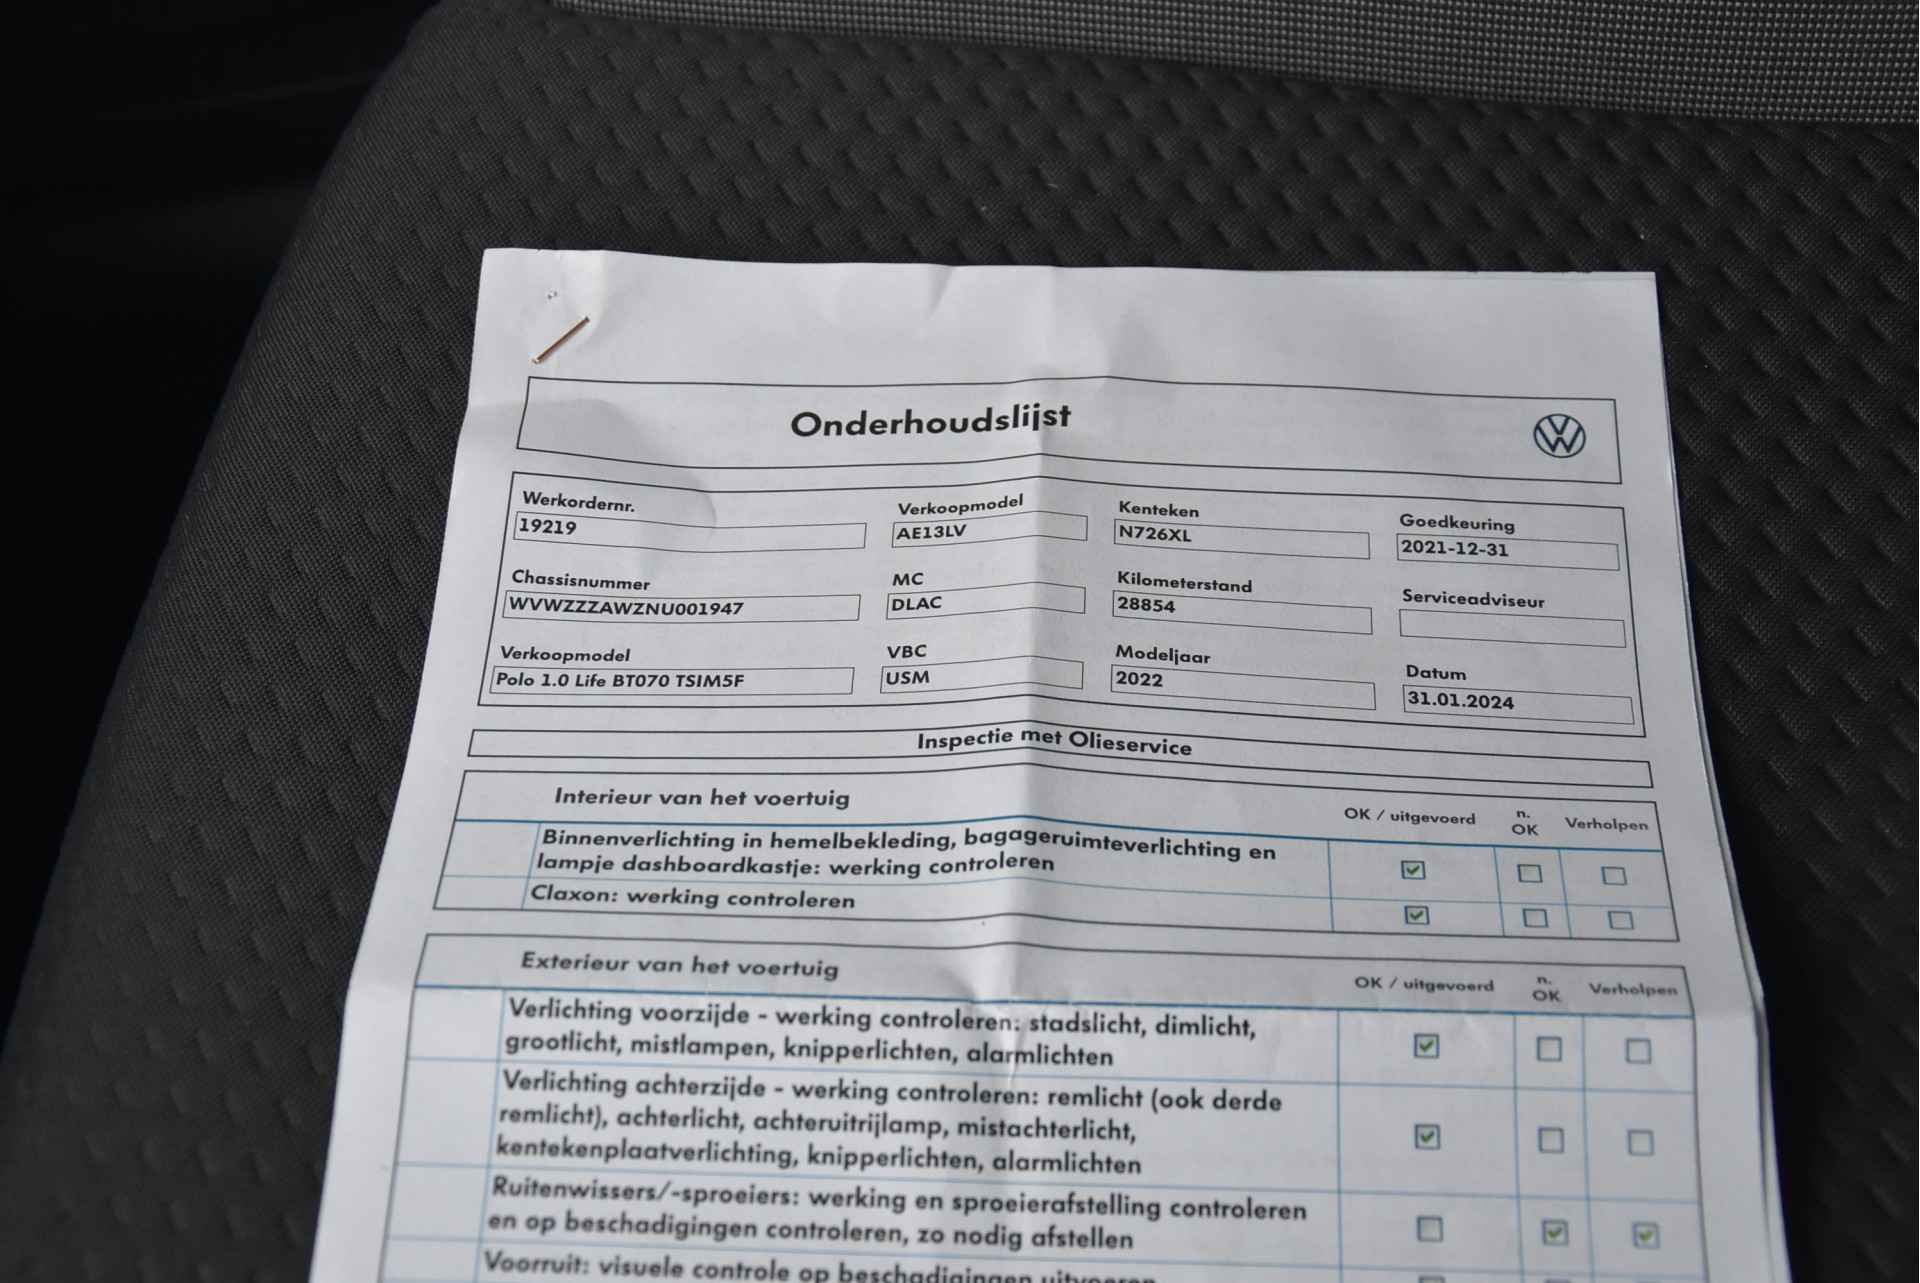 Onderhoudslijst
Werkordernr. Verkoopmodel Kenteken Goedkeuring
19219 AE13LV N726XL 2021-12-31
Chassisnummer MC Kilometerstand Serviceadviseur
WVWZZZAWZNU001947 DLAC 28854
Verkoopmodel VBC Modeljaar Datum
Polo 1.0 Life BT070 TSIM5F USM 2022 31.01.2024
Inspectie met Olieservice
Interieur van het voertuig OK / uitgevoerd n. OK Verholpen
Binnenverlichting in hemelbekleding, bagageruimteverlichting en
lampje dashboardkastje: werking controleren
Claxon: werking controleren
Exterieur van het voertuig OK / uitgevoerd n. OK Verholpen
Verlichting voorzijde - werking controleren: stadslicht, dimlicht,
grootlicht, mistlampen, knipperlichten, alarmlichten
Verlichting achterzijde - werking controleren: remlicht (ook derde
remlicht), achterlicht, achteruitrijlamp, mistachterlicht,
kentekenplaatverlichting, knipperlichten, alarmlichten
Ruitenwissers/-sproeiers: werking en sproeierafstelling controleren
en op beschadigingen controleren, zo nodig afstellen
Voorruit: visuele controle op beschadigingen uitvoeren